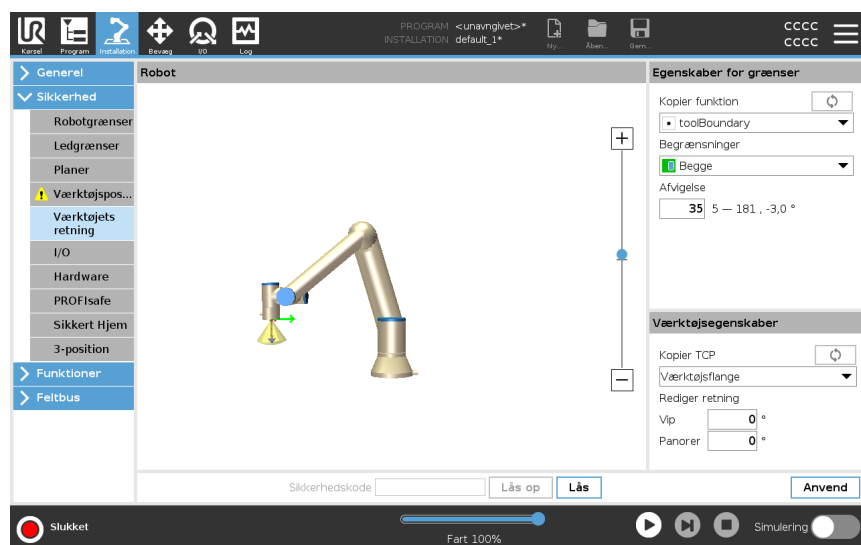 PROGRAM <unavngivet>*
INSTALLATION default_1*
Kørsel Program Installation Bevæg I/O Log
Ny... Åben... Gem...
CCCC
CCCC
Generel
Sikkerhed
Robotgrænser
Ledgrænser
Planer
Værktøjspos...
Værktøjets
retning
I/O
Hardware
PROFIsafe
Sikkert Hjem
3-position
Funktioner
Feltbus
Robot
Egenskaber for grænser
Kopier funktion
toolBoundary
Begrænsninger
Begge
Afvigelse
35 5 — 181 , -3,0 °
Værktøjsegenskaber
Kopier TCP
Værktøjsflange
Rediger retning
Vip 0 °
Panorer 0 °
Sikkerhedskode Lås op Lås
Anvend
Slukket
Fart 100%
Simulering